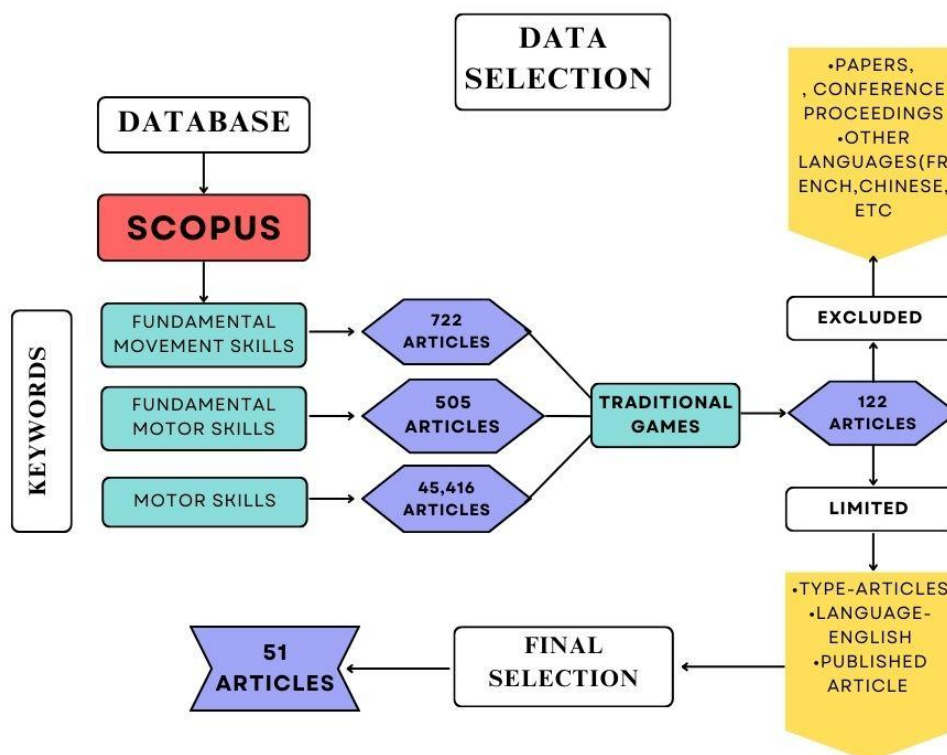 DATA
SELECTION
DATABASE
SCOPUS
KEYWORDS
FUNDAMENTAL
MOVEMENT SKILLS
722
ARTICLES
FUNDAMENTAL
MOTOR SKILLS
505
ARTICLES
MOTOR SKILLS
45,416
ARTICLES
TRADITIONAL
GAMES
122
ARTICLES
EXCLUDED
•PAPERS,
, CONFERENCE
PROCEEDINGS
•OTHER
LANGUAGES(FR
ENCH,CHINESE,
ETC
LIMITED
•TYPE-ARTICLES
•LANGUAGE-
ENGLISH
•PUBLISHED
ARTICLE
FINAL
SELECTION
51
ARTICLES